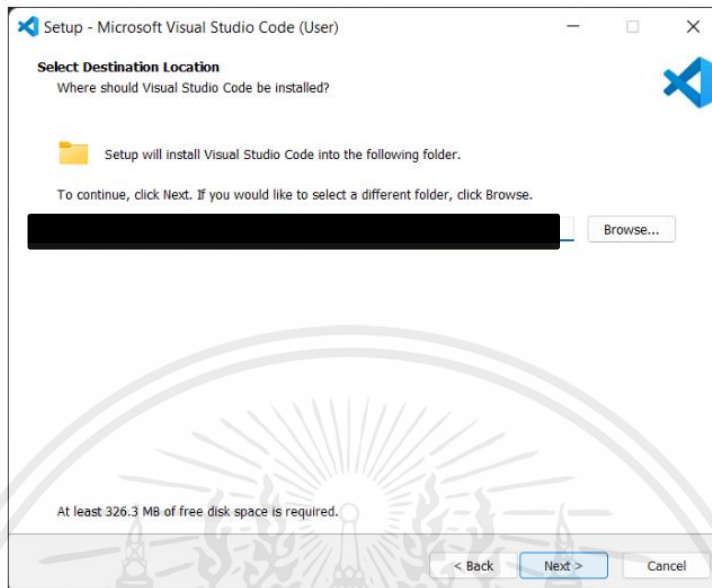 Setup - Microsoft Visual Studio Code (User)
Select Destination Location
Where should Visual Studio Code be installed?
Setup will install Visual Studio Code into the following folder.
To continue, click Next. If you would like to select a different folder, click Browse.
Browse...
At least 326.3 MB of free disk space is required.
< Back Next > Cancel